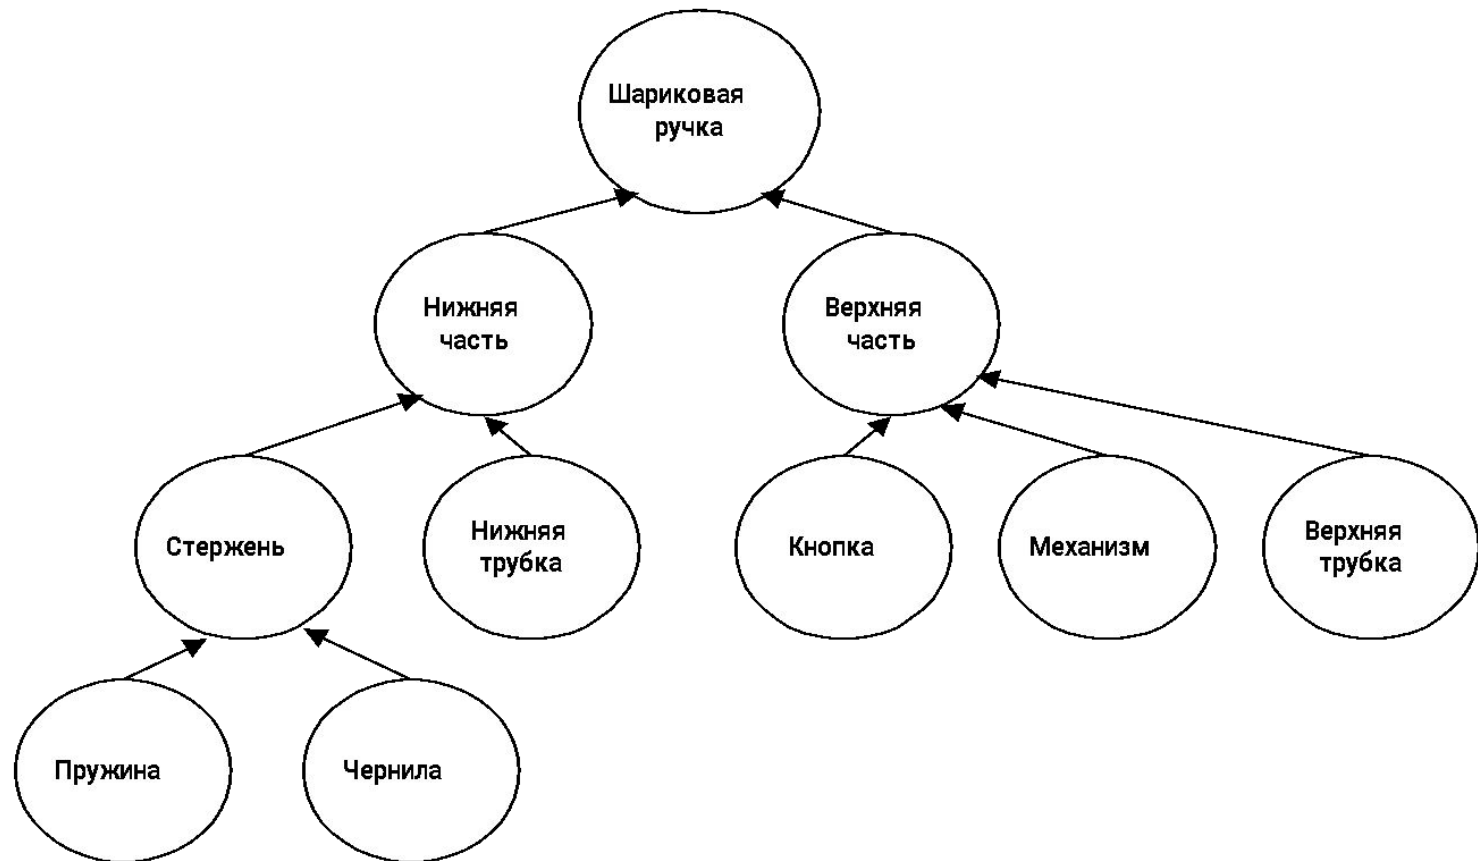 Шариковая
ручка
Нижняя
часть
Верхняя
часть
Стержень
Нижняя
трубка
Кнопка
Механизм
Верхняя
трубка
Пружина
Чернила